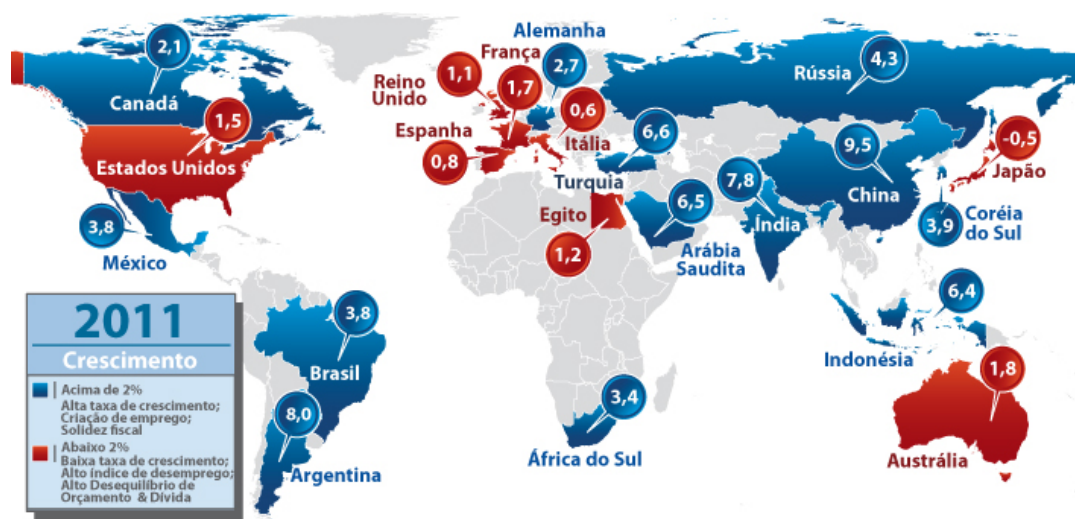 2,1
Canadá
1,5
Estados Unidos
3,8
México
3,8
Brasil
8,0
Argentina
Reino
Unido
1,1
França
1,7
Alemanha
2,7
Espanha
0,8
0,6
Itália
6,6
Turquia
Egito
1,2
6,5
Arábia
Saudita
Rússia
4,3
7,8
Índia
9,5
China
-0,5
Japão
3,9
Coréia
do Sul
6,4
Indonésia
3,4
África do Sul
1,8
Austrália
2011
Crescimento
Acima de 2%
Alta taxa de crescimento;
Criação de emprego;
Solidez fiscal
Abaixo 2%
Baixa taxa de crescimento;
Alto índice de desemprego;
Alto Desequilíbrio de
Orçamento & Dívida